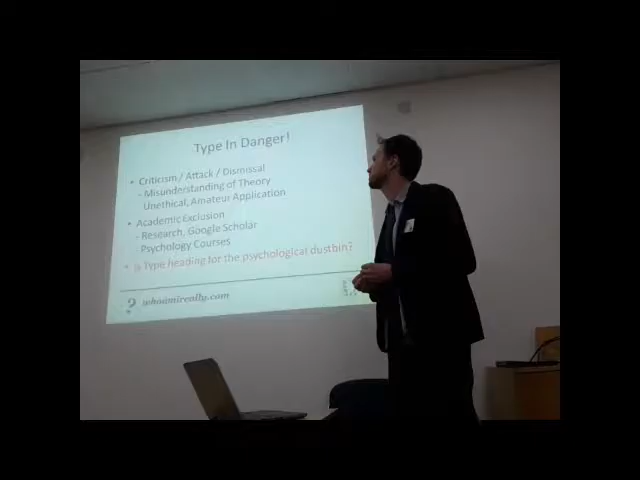 Type In Danger!
• Criticism / Attack / Dismissal
- Misunderstanding of Theory
Unethical, Amateur Application
• Academic Exclusion
- Research, Google Scholar
- Psychology Courses
• Is Type heading for the psychological dustbin?
? whoamireally.com